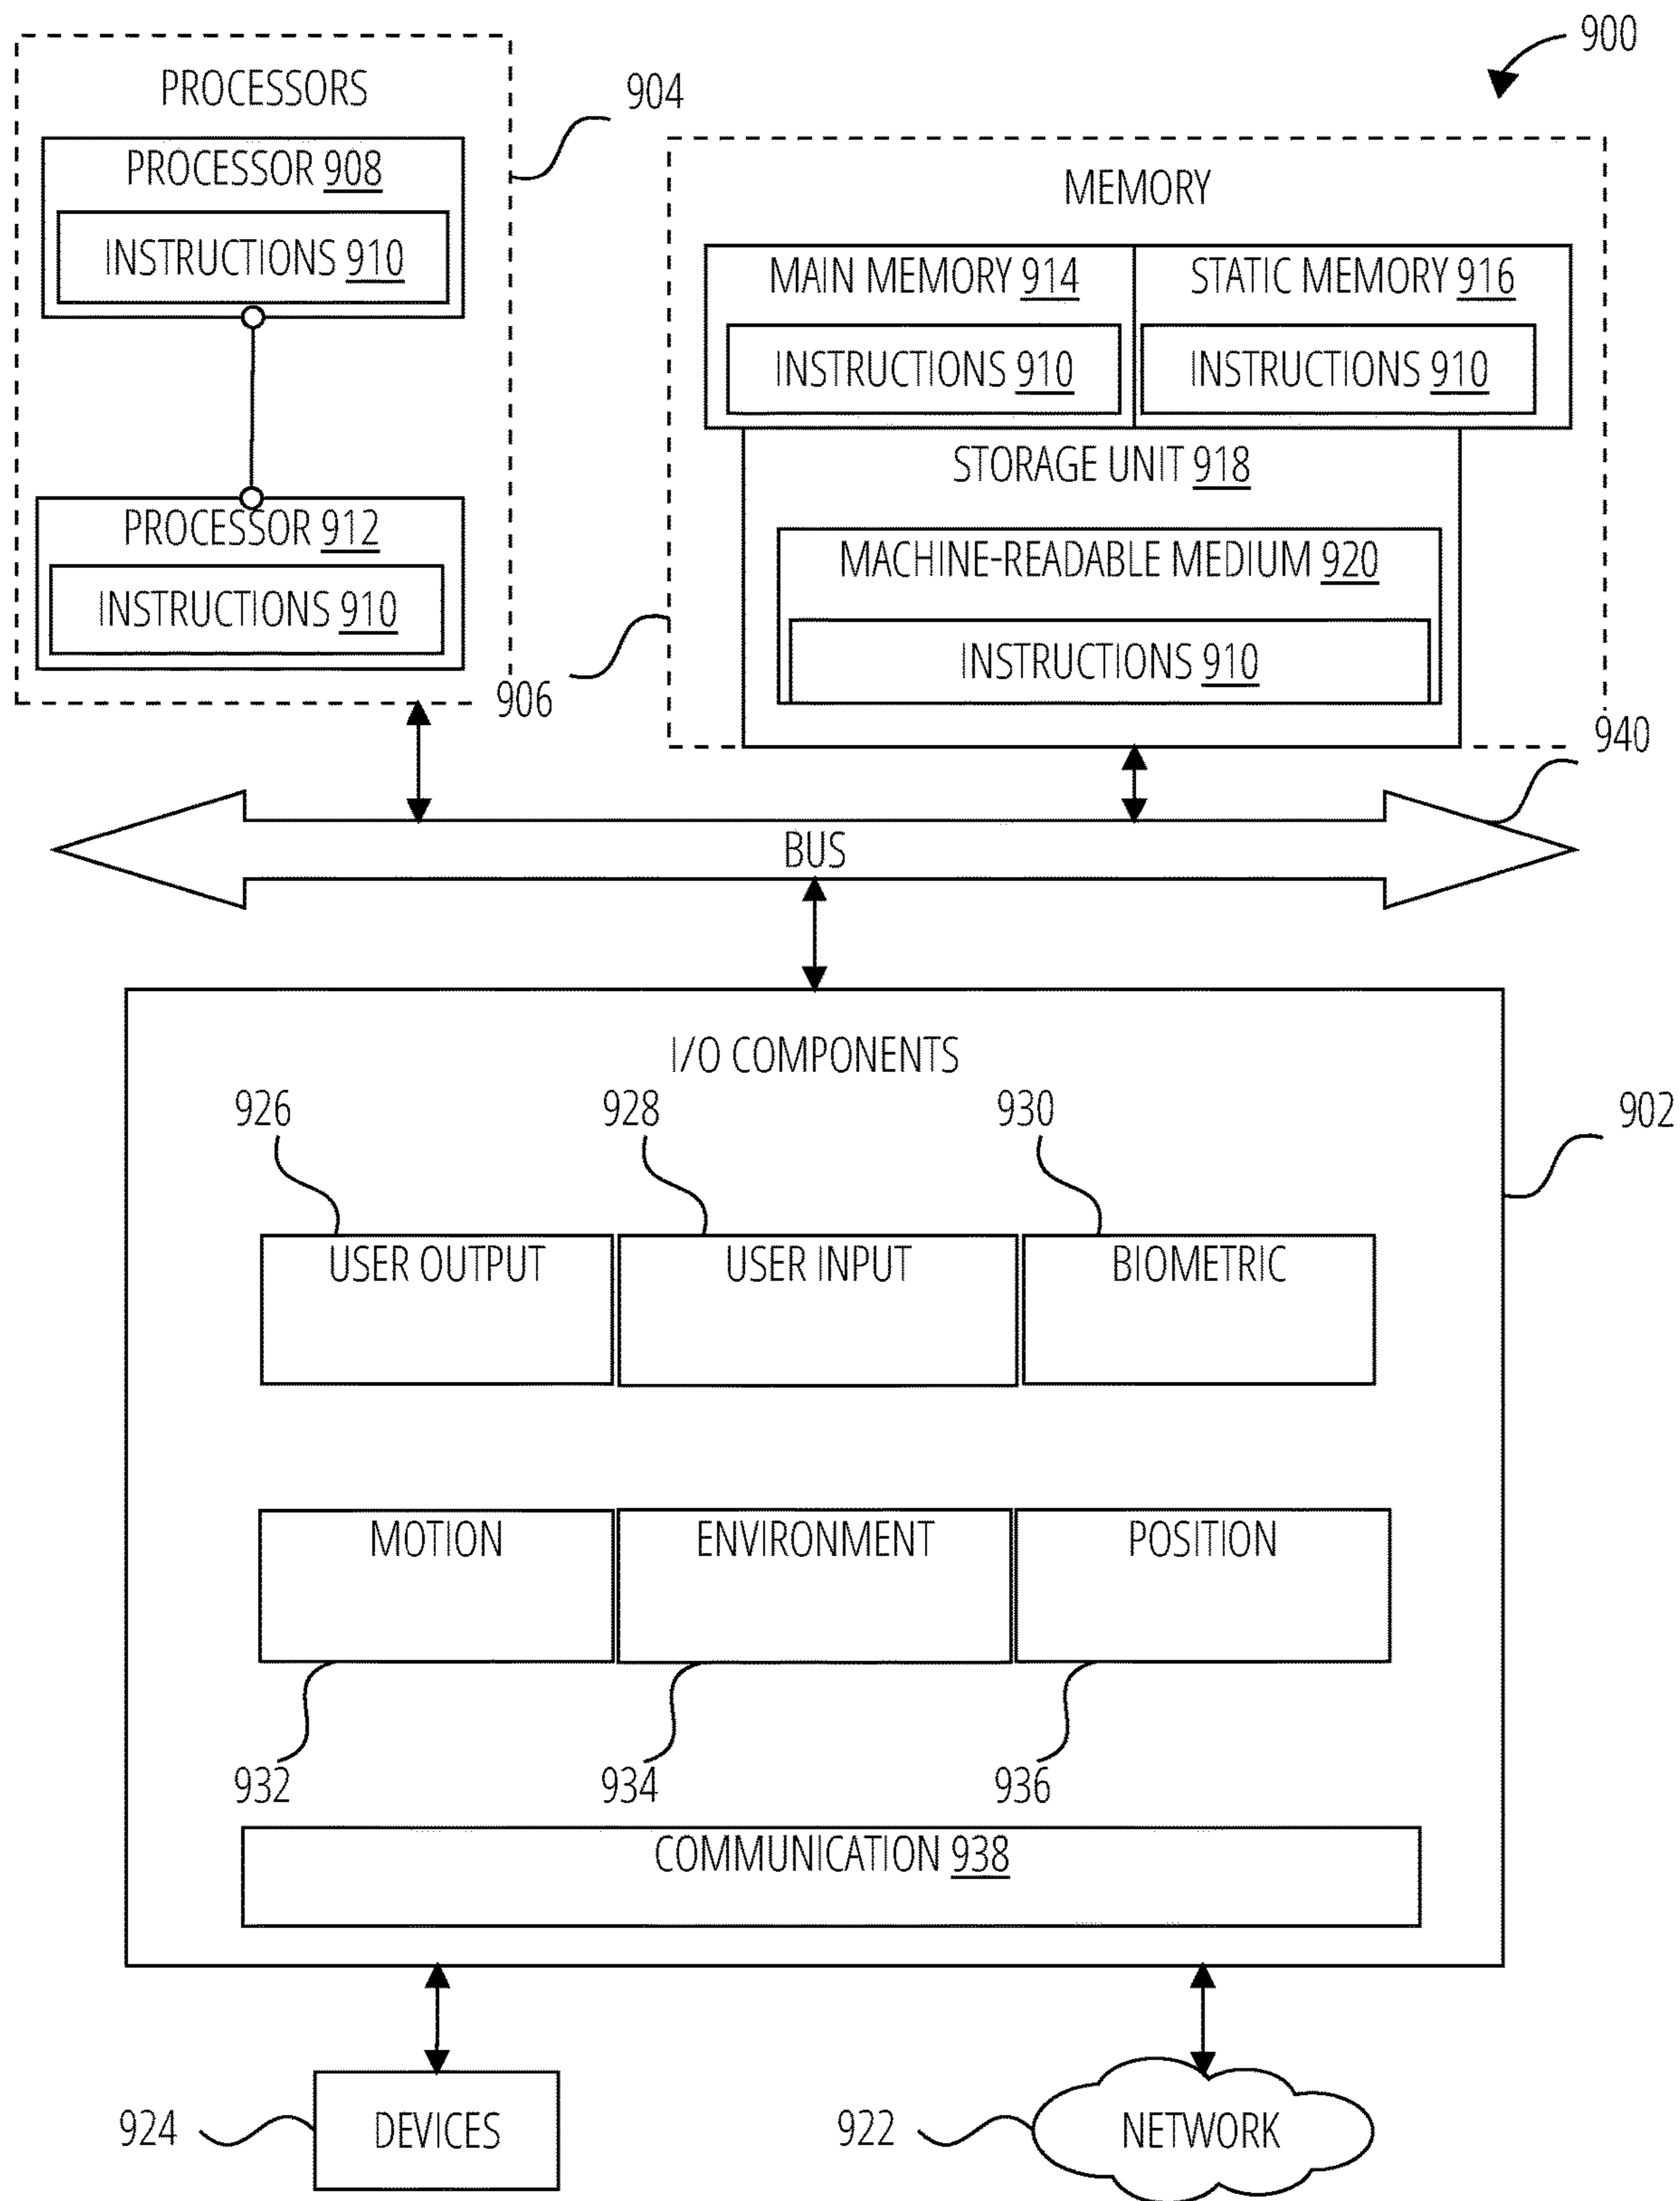 900
PROCESSORS
904
PROCESSOR 908
INSTRUCTIONS 910
PROCESSOR 912
INSTRUCTIONS 910
MEMORY
MAIN MEMORY 914
STATIC MEMORY 916
INSTRUCTIONS 910
INSTRUCTIONS 910
STORAGE UNIT 918
MACHINE-READABLE MEDIUM 920
INSTRUCTIONS 910
906
940
BUS
I/O COMPONENTS
902
926
928
930
USER OUTPUT
USER INPUT
BIOMETRIC
MOTION
ENVIRONMENT
POSITION
932
934
936
COMMUNICATION 938
924
DEVICES
922
NETWORK